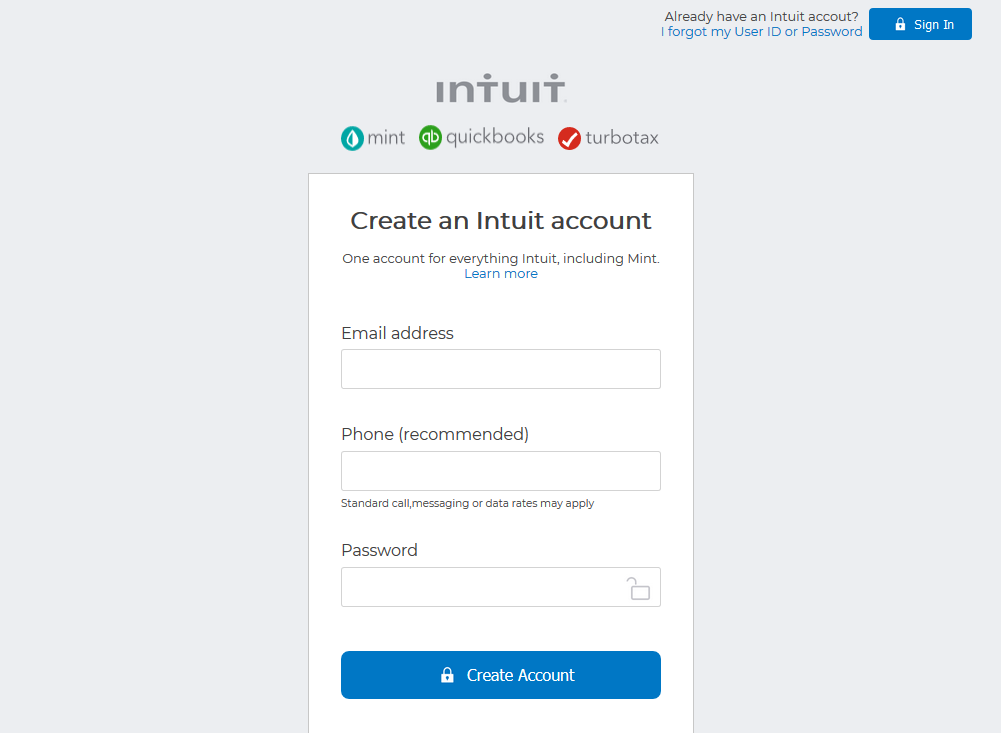 Already have an Intuit accout?
I forgot my User ID or Password
Sign In
intuit
mint qb quickbooks turbotax
Create an Intuit account
One account for everything Intuit, including Mint.
Learn more
Email address
Phone (recommended)
Standard call,messaging or data rates may apply
Password
Create Account